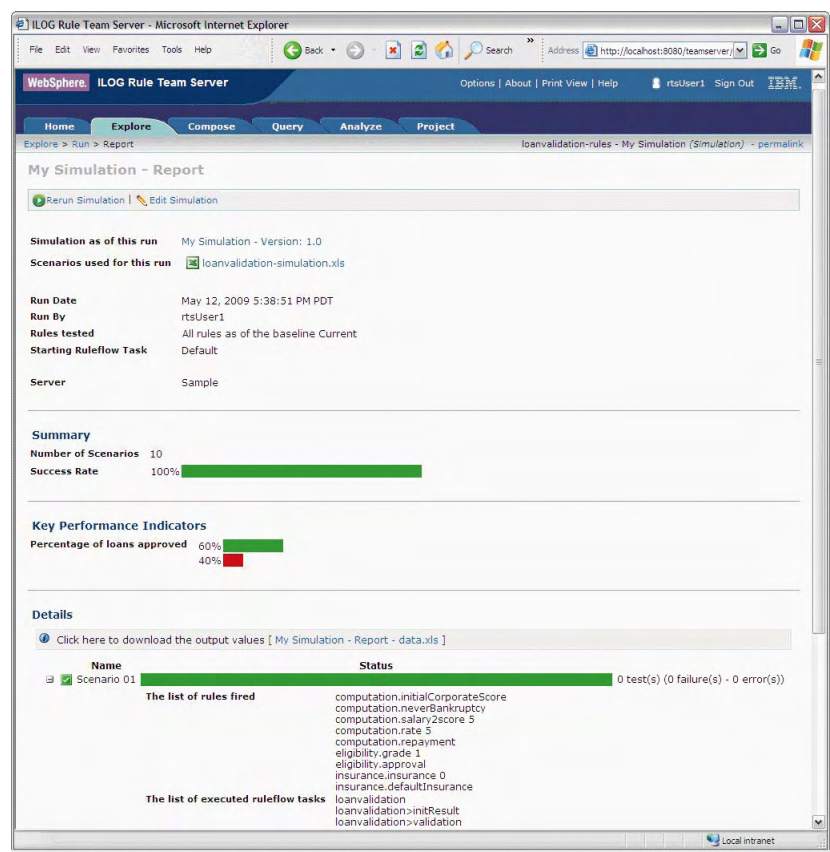 ILOG Rule Team Server - Microsoft Internet Explorer
File Edit View Favorites Tools Help Back Search » Address http://localhost:8080/teamserver/ Go
WebSphere. ILOG Rule Team Server Options | About | Print View | Help rtsUser1 Sign Out IBM.
Home Explore Compose Query Analyze Project
Explore > Run > Report loanvalidation-rules - My Simulation (Simulation) - permalink
My Simulation - Report
Rerun Simulation | Edit Simulation
Simulation as of this run My Simulation - Version: 1.0
Scenarios used for this run loanvalidation-simulation.xls
Run Date May 12, 2009 5:38:51 PM PDT
Run By rtsUser1
Rules tested All rules as of the baseline Current
Starting Ruleflow Task Default
Server Sample
Summary
Number of Scenarios 10
Success Rate 100%
Key Performance Indicators
Percentage of loans approved 60%
40%
Details
Click here to download the output values [ My Simulation - Report - data.xls ]
Name Status
Scenario 01 0 test(s) (0 failure(s) - 0 error(s))
The list of rules fired computation.initialCorporateScore
computation.neverBankruptcy
computation.salary2score 5
computation.rate 5
computation.repayment
eligibility.grade 1
eligibility.approval
insurance.insurance 0
insurance.defaultInsurance
The list of executed ruleflow tasks loanvalidation
loanvalidation>initResult
loanvalidation>validation
Local intranet